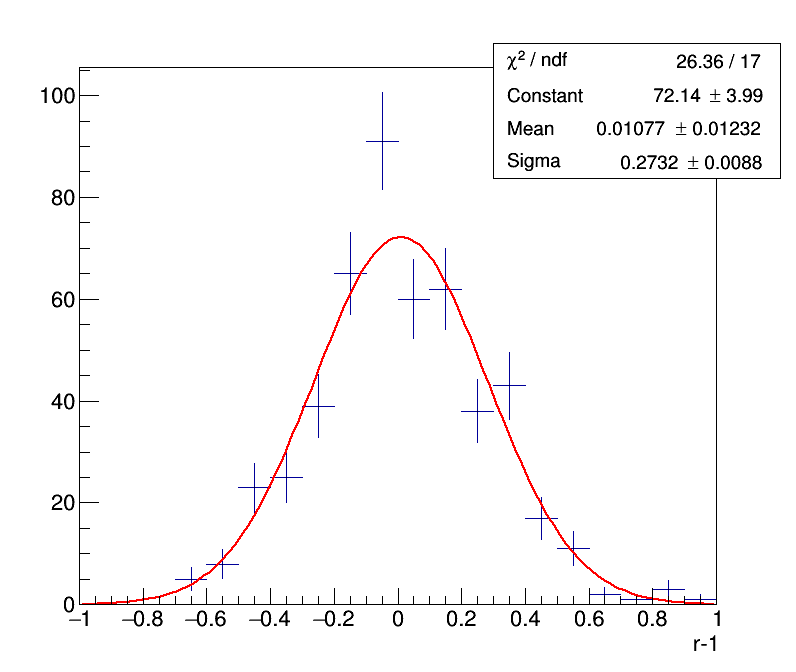 χ² / ndf 26.36 / 17
Constant 72.14 ± 3.99
Mean 0.01077 ± 0.01232
Sigma 0.2732 ± 0.0088
100
80
60
40
20
0
−1 −0.8 −0.6 −0.4 −0.2 0 0.2 0.4 0.6 0.8 1
r-1